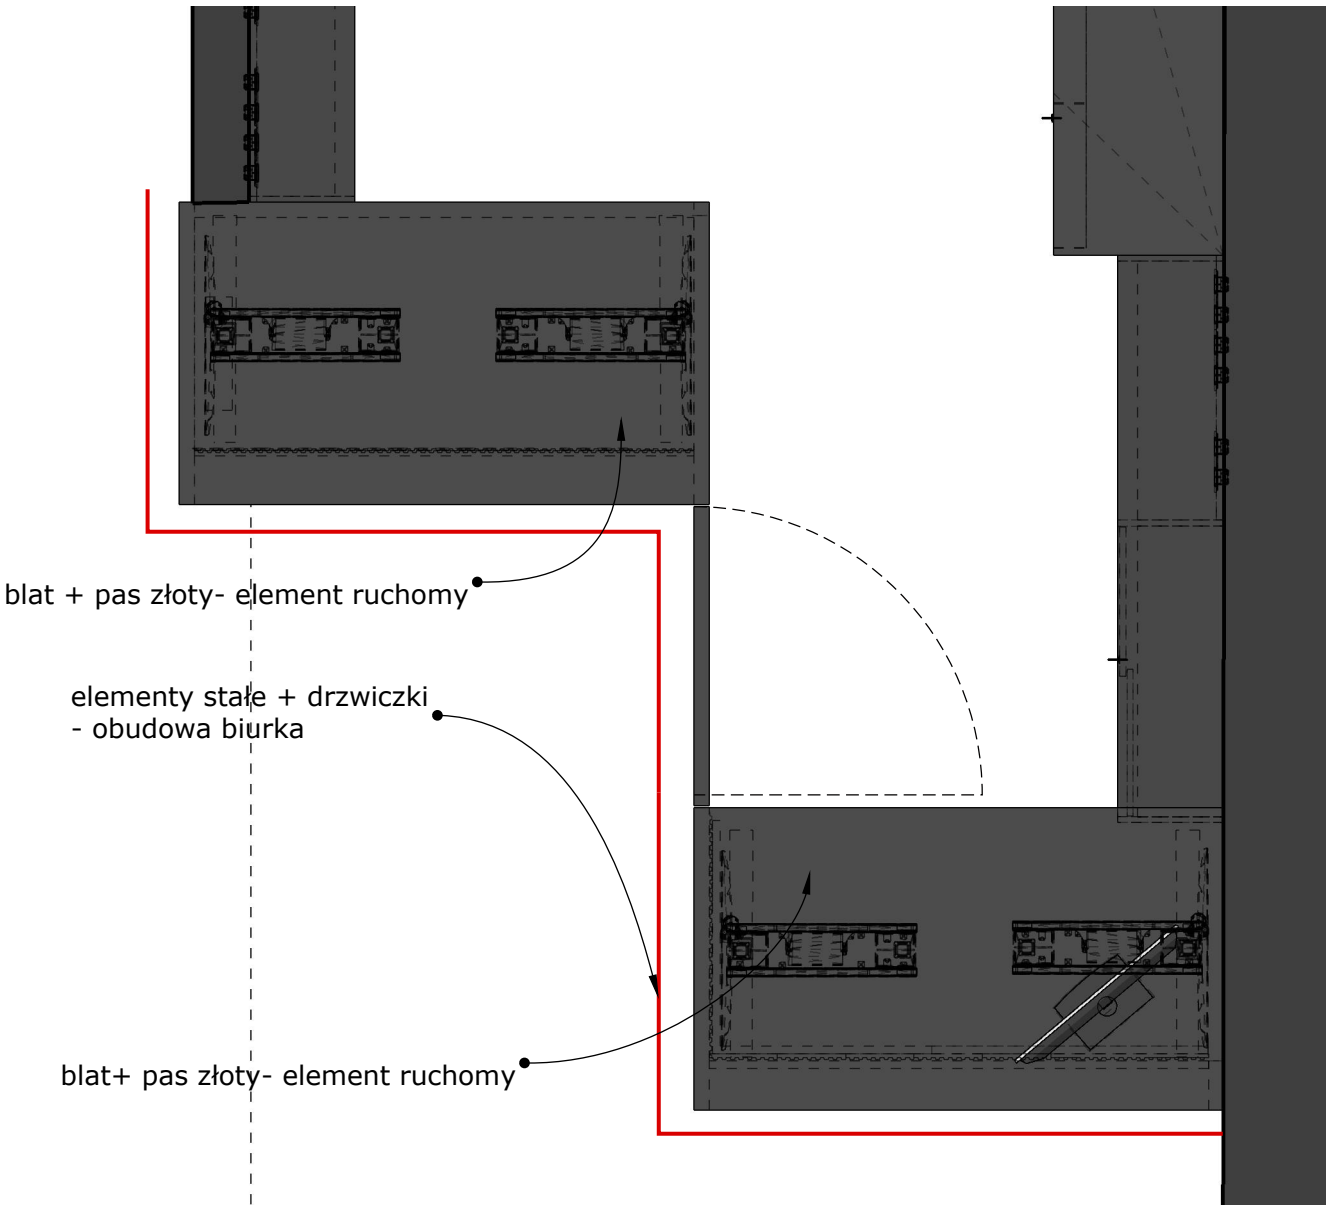 blat + pas złoty- element ruchomy
elementy stałe + drzwiczki
- obudowa biurka
blat+ pas złoty- element ruchomy